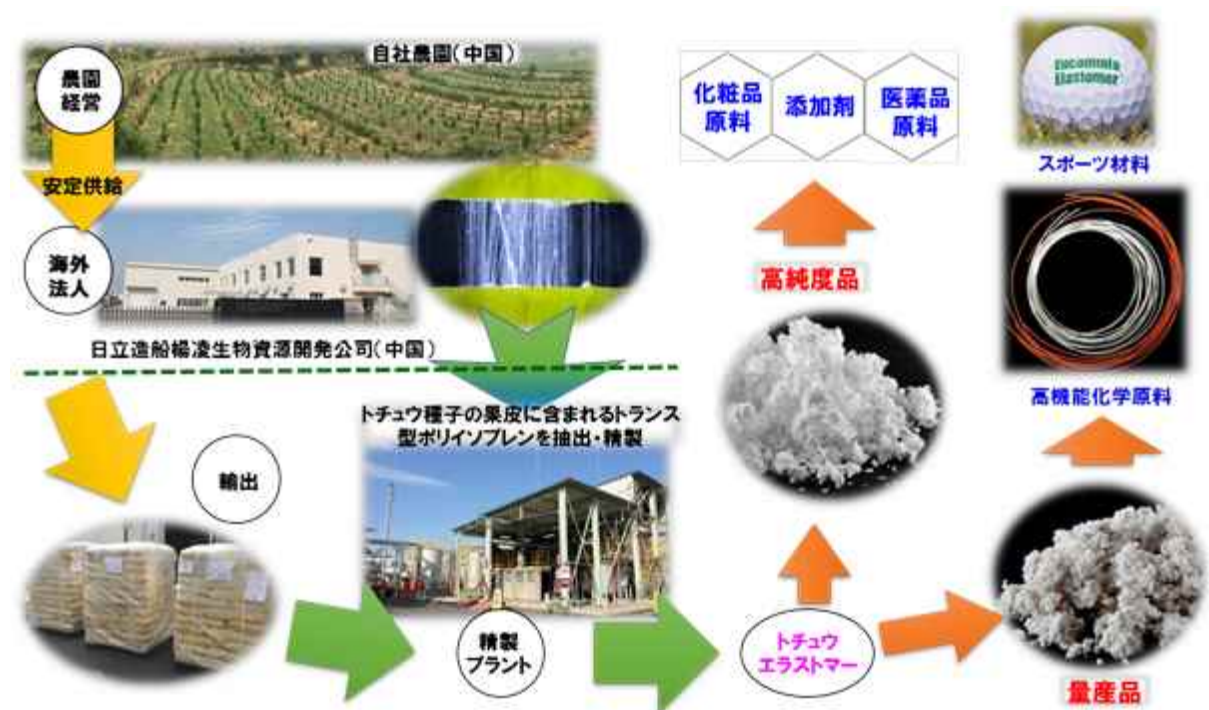 自社農園(中国)
農園
経営
安定供給
海外
法人
日立造船楊凌生物資源開発公司(中国)
輸出
トチュウ種子の果皮に含まれるトランス
型ポリイソプレンを抽出・精製
精製
プラント
トチュウ
エラストマー
高純度品
化粧品
原料
添加剤
医薬品
原料
Eucommia
Elastomer
スポーツ材料
高機能化学原料
量産品